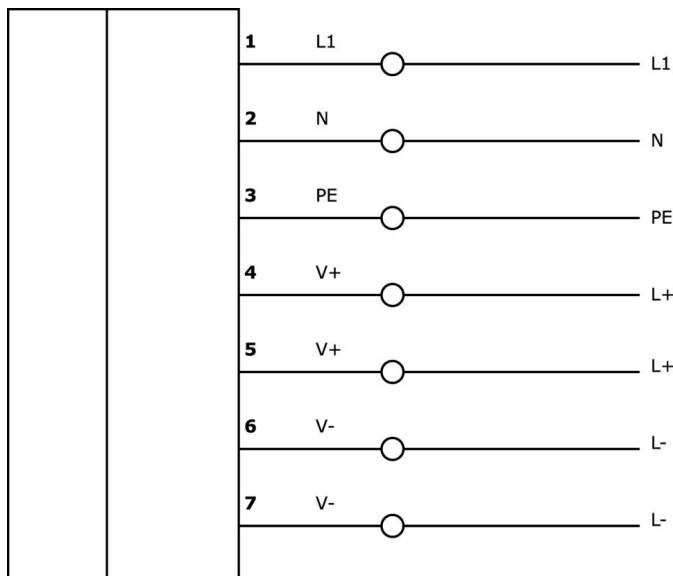 1 L1 L1
2 N N
3 PE PE
4 V+ L+
5 V+ L+
6 V- L-
7 V- L-